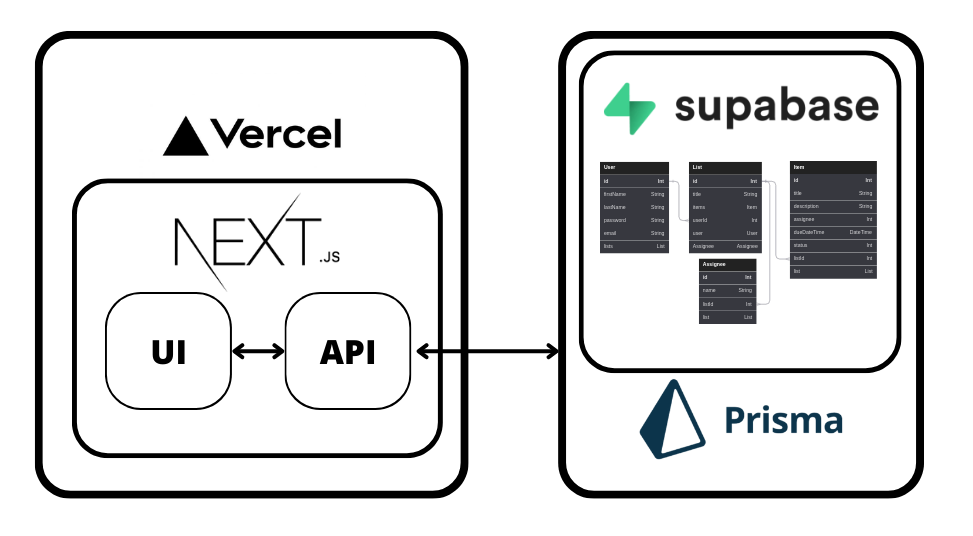 Vercel
NEXT.JS
UI
API
supabase
User
id Int
firstName String
lastName String
password String
email String
lists List
List
id Int
title String
items Item
userId Int
user User
Assignee Assignee
Item
id Int
title String
description String
assignee Int
dueDateTime DateTime
status Int
listId Int
list List
Assignee
id Int
name String
listId Int
list List
Prisma